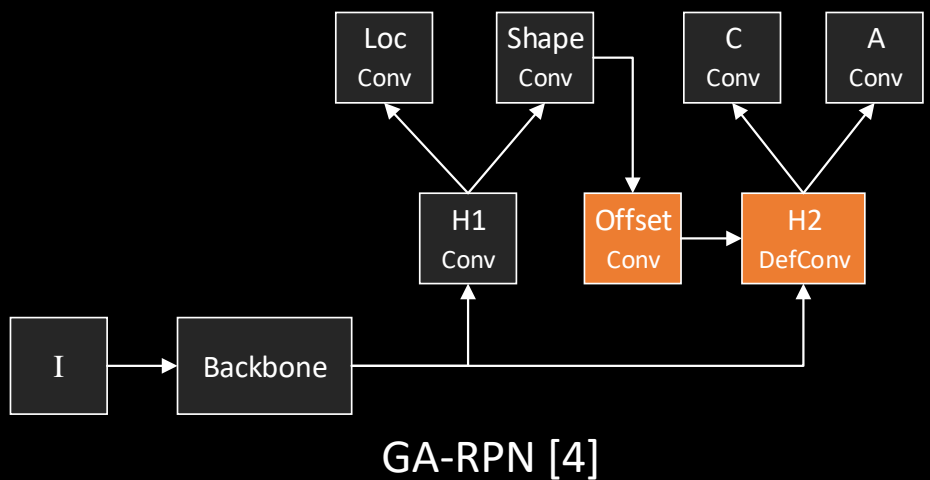 Loc
Conv
Shape
Conv
C
Conv
A
Conv
H1
Conv
Offset
Conv
H2
DefConv
I
Backbone
GA-RPN [4]